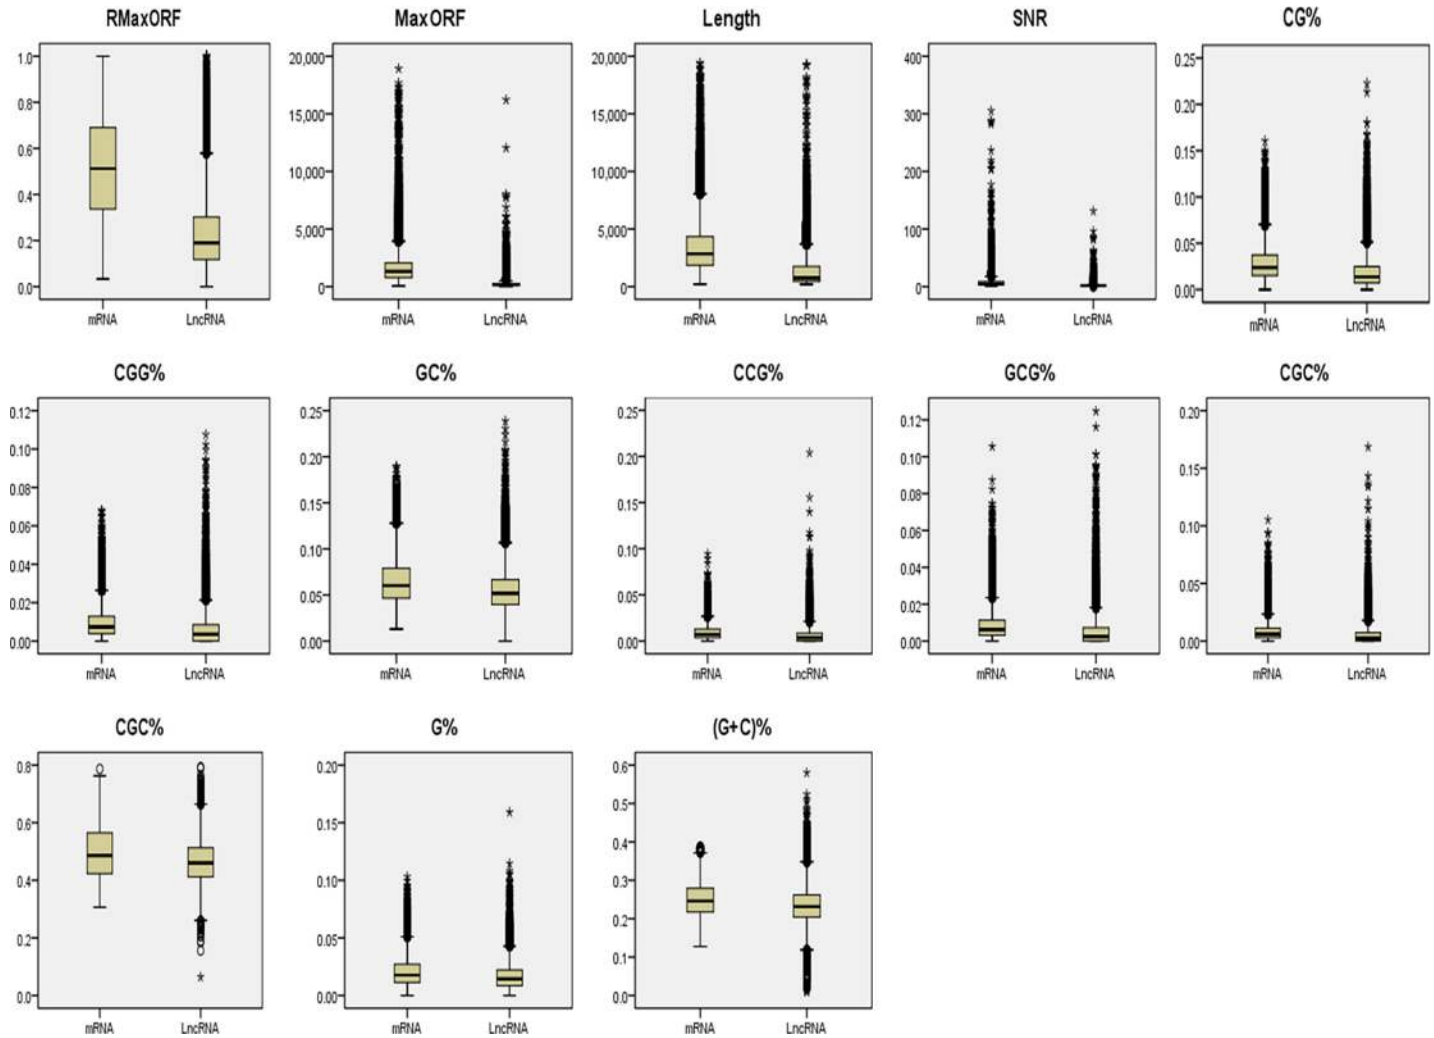 RMaxORF MaxORF Length SNR CG%
1.0 20,000 20,000 400 0.25
0.8 15,000 15,000 300 0.20
0.6 10,000 10,000 200 0.15
0.4 5,000 5,000 100 0.10
0.2 0 0 0 0.05
0.0 0.00
mRNA LncRNA mRNA LncRNA mRNA LncRNA mRNA LncRNA mRNA LncRNA
CGG% GC% CCG% GCG% CGC%
0.12 0.25 0.25 0.12 0.20
0.10 0.20 0.20 0.10 0.15
0.08 0.15 0.15 0.08 0.10
0.06 0.10 0.10 0.06 0.05
0.04 0.05 0.05 0.04 0.00
0.02 0.00 0.00 0.02
0.00 0.00
mRNA LncRNA mRNA LncRNA mRNA LncRNA mRNA LncRNA mRNA LncRNA
CGC% G% (G+C)%
0.8 0.20 0.6
0.6 0.15 0.5
0.4 0.10 0.4
0.2 0.05 0.3
0.0 0.00 0.2
0.1
0.0
mRNA LncRNA mRNA LncRNA mRNA LncRNA